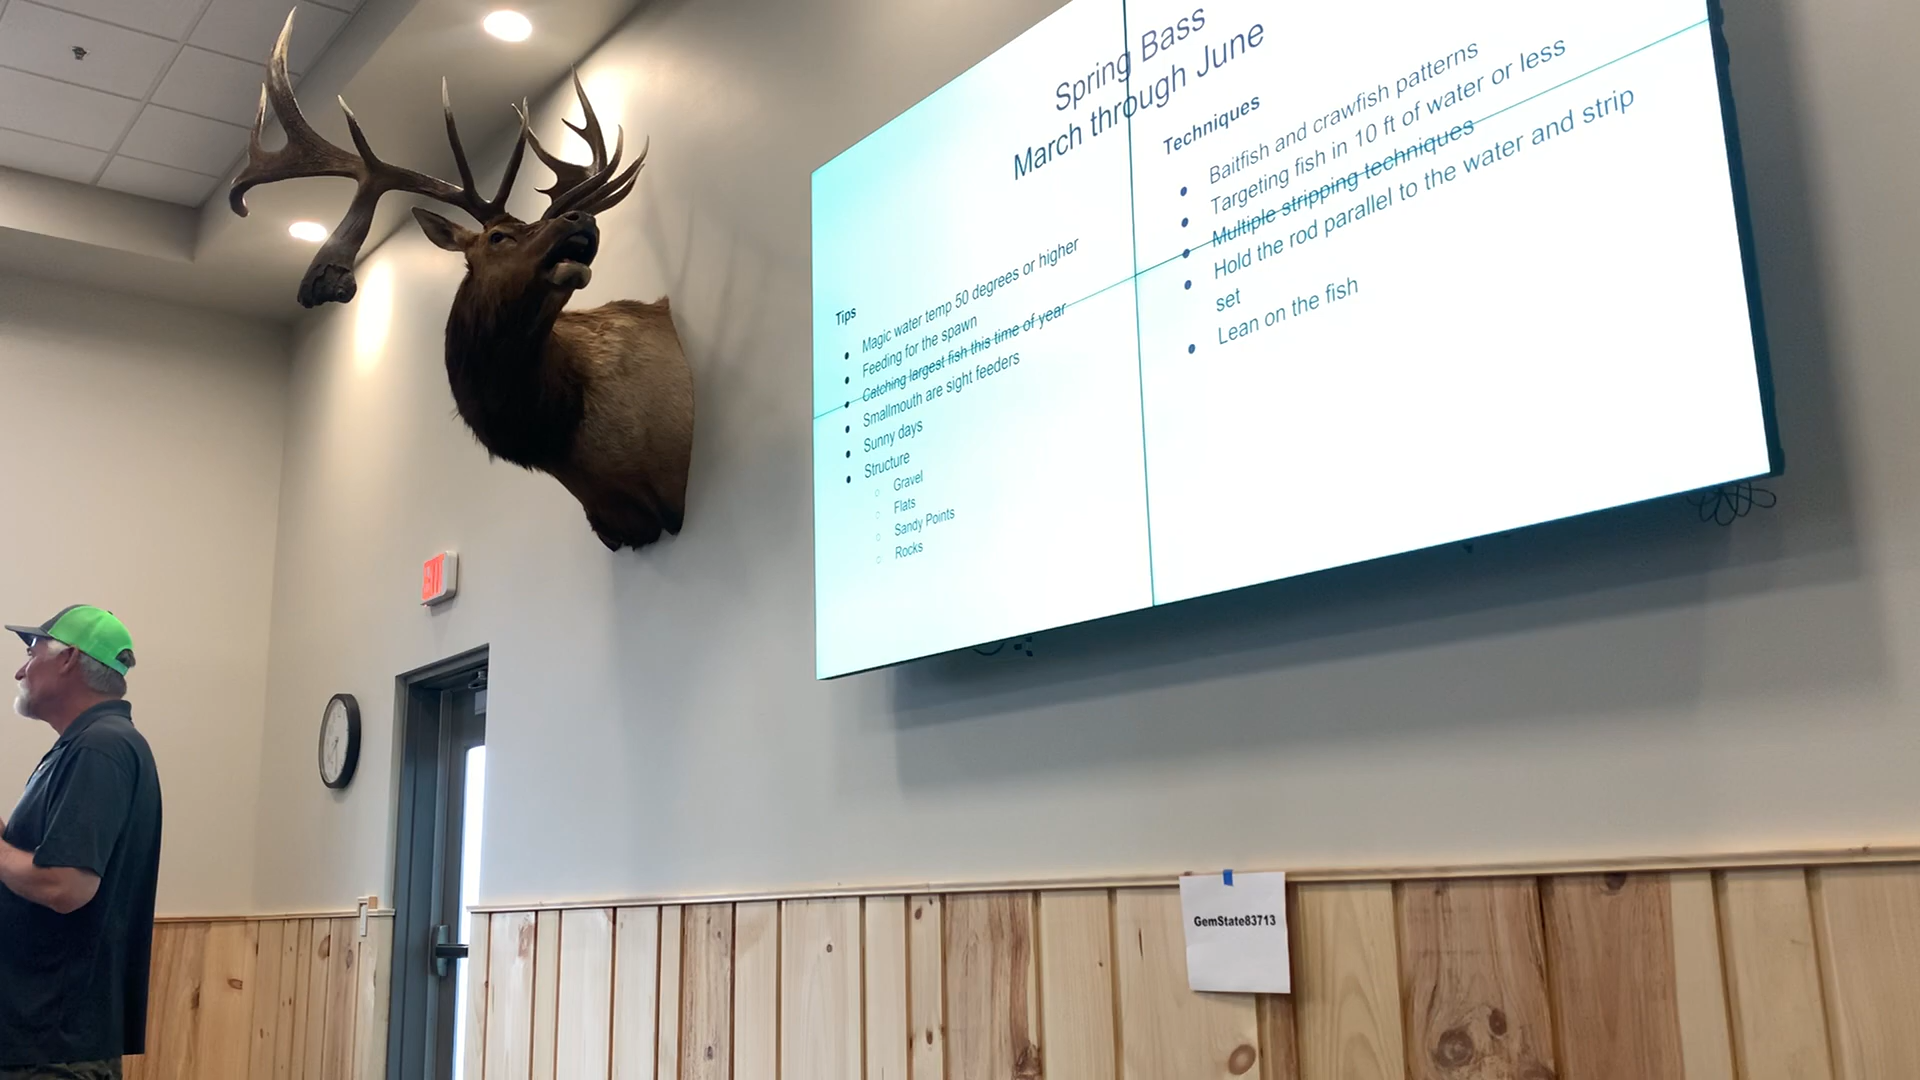 Spring Bass
March through June
Tips
Magic water temp 50 degrees or higher
Feeding for the spawn
Catching largest fish this time of year
Smallmouth are sight feeders
Sunny days
Structure
Gravel
Flats
Sandy Points
Rocks
Techniques
Baitfish and crawfish patterns
Targeting fish in 10 ft of water or less
Multiple stripping techniques
Hold the rod parallel to the water and strip
set
Lean on the fish
GemState83713